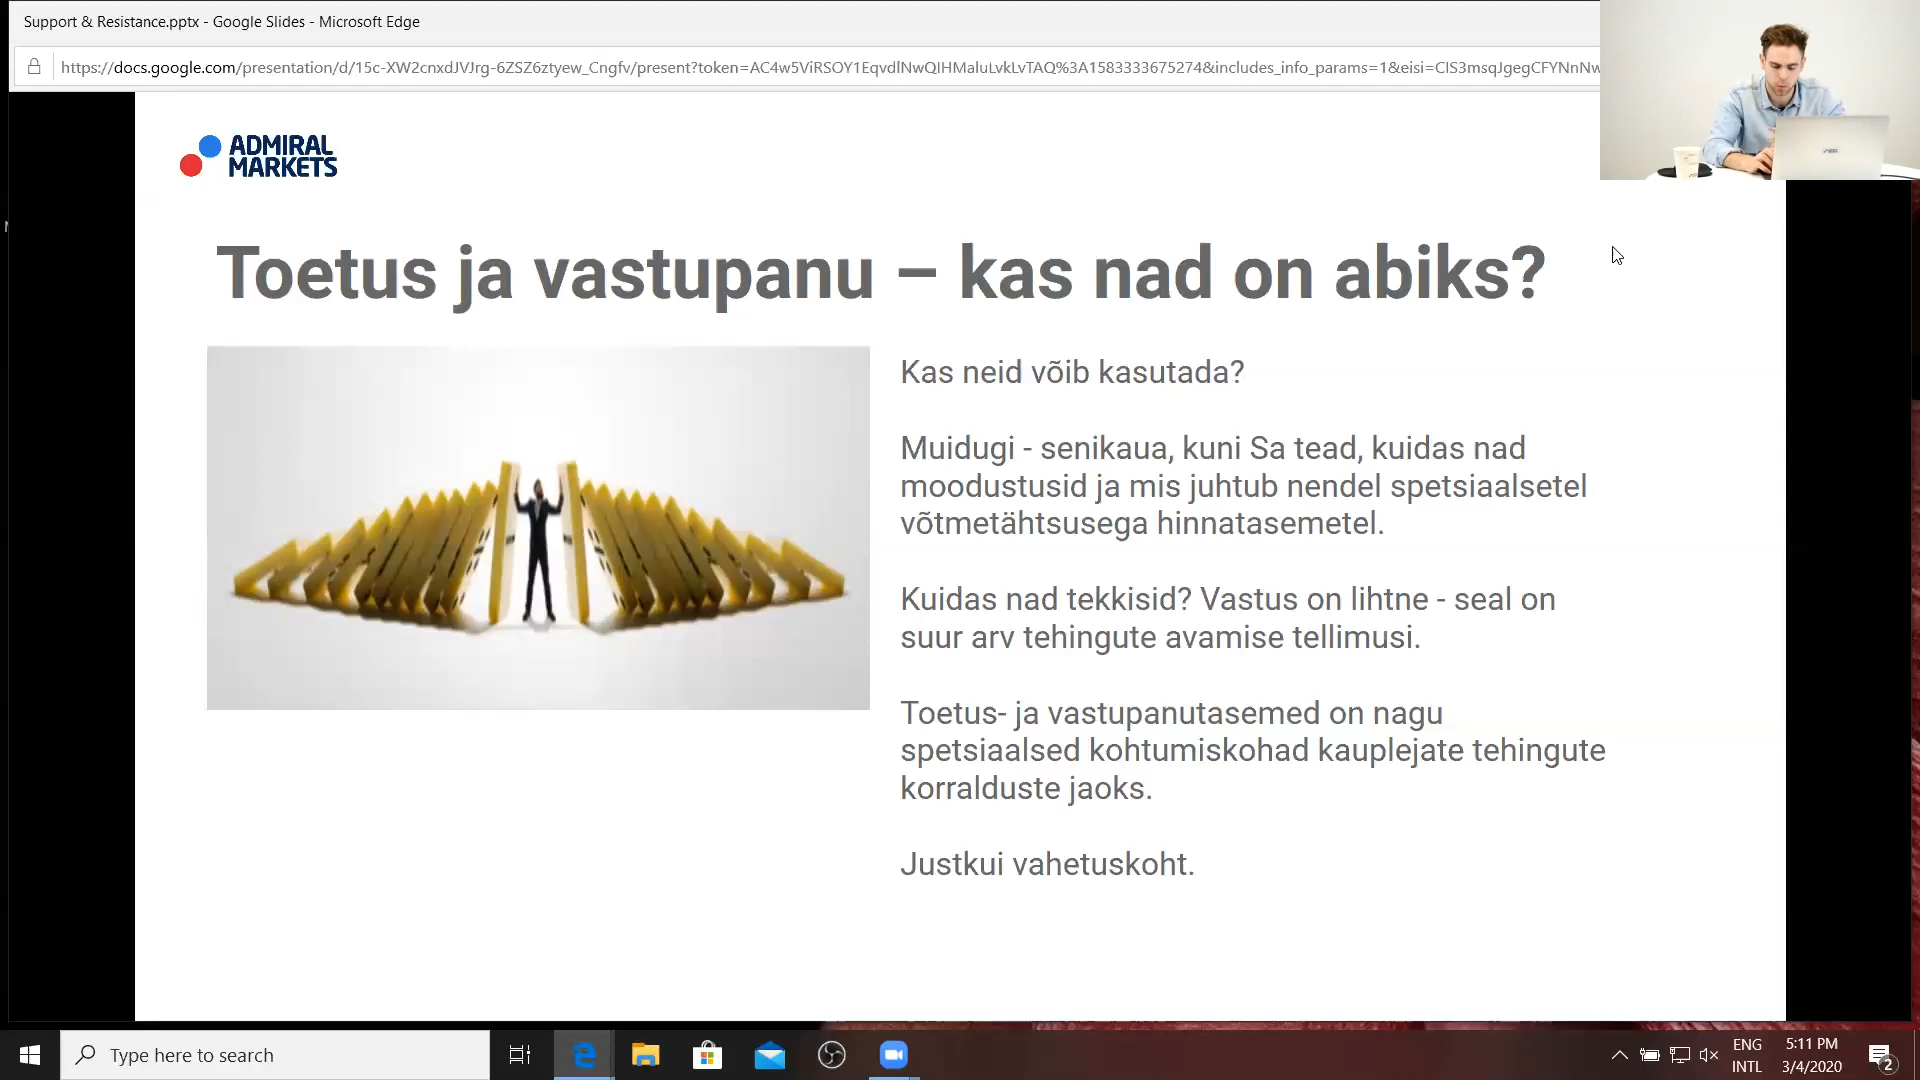 Support & Resistance.pptx - Google Slides - Microsoft Edge
https://docs.google.com/presentation/d/15c-XW2cnxdJVJrg-6ZSZ6ztyew_Cngfv/present?token=AC4w5ViRSOY1EqvdlNwQIHMaluLvkLvTAQ%3A1583333675274&includes_info_params=1&eisi=CIS3msqJgegCFYNnNw
ADMIRAL
MARKETS
Toetus ja vastupanu – kas nad on abiks?
Kas neid võib kasutada?
Muidugi - senikaua, kuni Sa tead, kuidas nad
moodustusid ja mis juhtub nendel spetsiaalsetel
võtmetähtsusega hinnatasemetel.
Kuidas nad tekkisid? Vastus on lihtne - seal on
suur arv tehingute avamise tellimusi.
Toetus- ja vastupanutasemed on nagu
spetsiaalsed kohtumiskohad kauplejate tehingute
korralduste jaoks.
Justkui vahetuskoht.
Type here to search
ENG
INTL
5:11 PM
3/4/2020
2